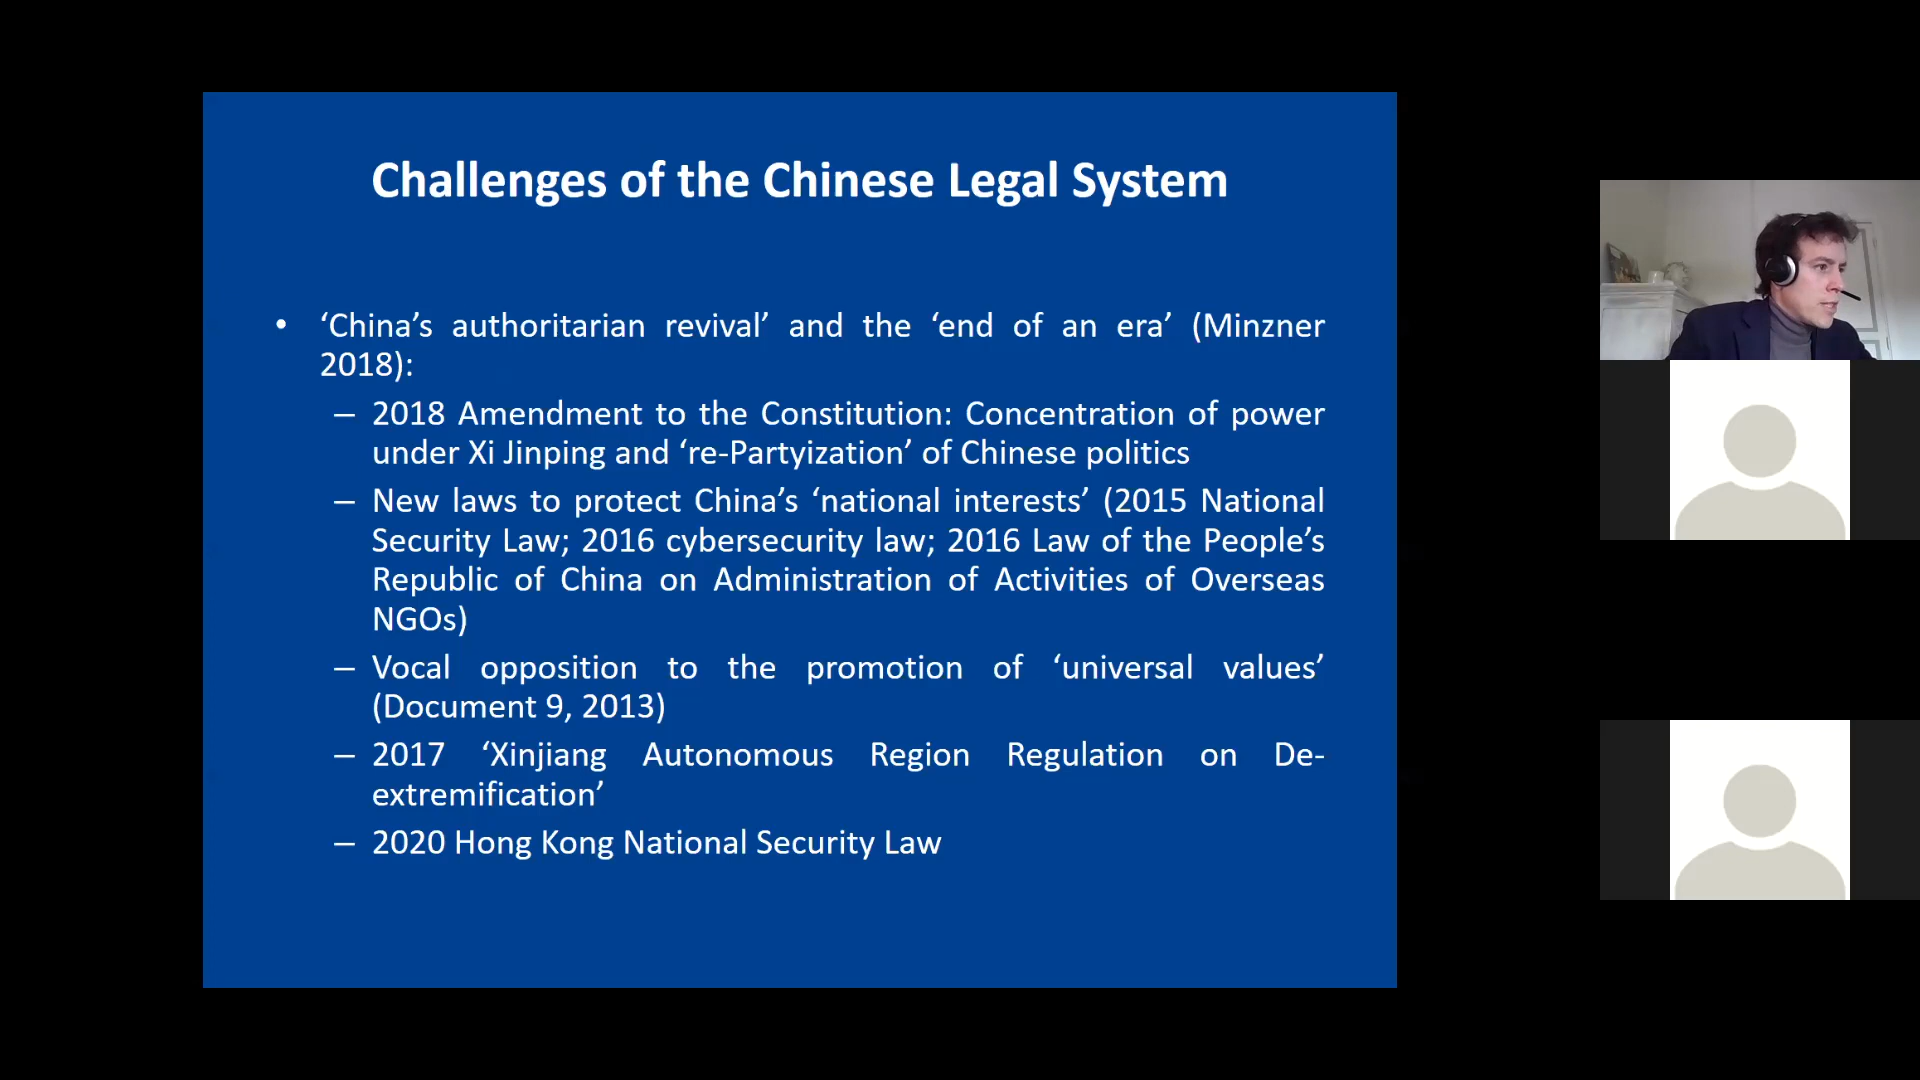 Challenges of the Chinese Legal System
• ‘China’s authoritarian revival’ and the ‘end of an era’ (Minzner
2018):
– 2018 Amendment to the Constitution: Concentration of power
under Xi Jinping and ‘re-Partyization’ of Chinese politics
– New laws to protect China’s ‘national interests’ (2015 National
Security Law; 2016 cybersecurity law; 2016 Law of the People’s
Republic of China on Administration of Activities of Overseas
NGOs)
– Vocal opposition to the promotion of ‘universal values’
(Document 9, 2013)
– 2017 ‘Xinjiang Autonomous Region Regulation on De-
extremification’
– 2020 Hong Kong National Security Law